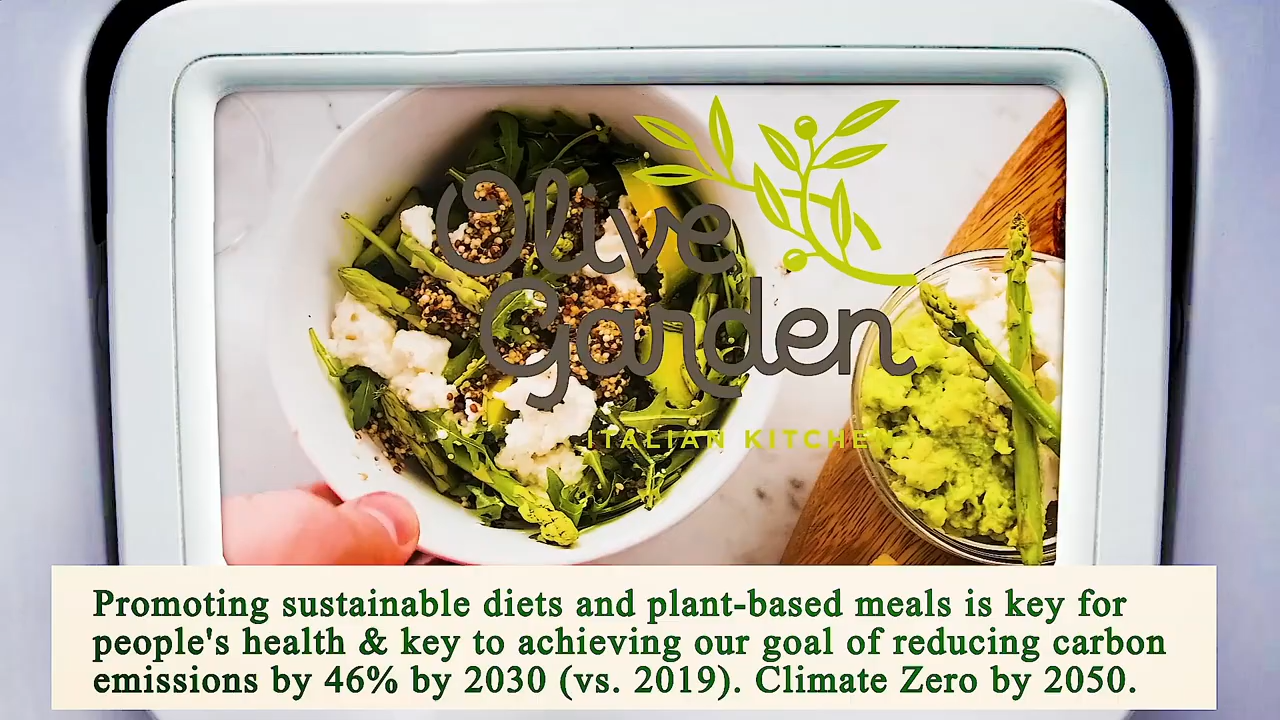 Olive
Garden
ITALIAN KITCHEN
Promoting sustainable diets and plant-based meals is key for
people's health & key to achieving our goal of reducing carbon
emissions by 46% by 2030 (vs. 2019). Climate Zero by 2050.